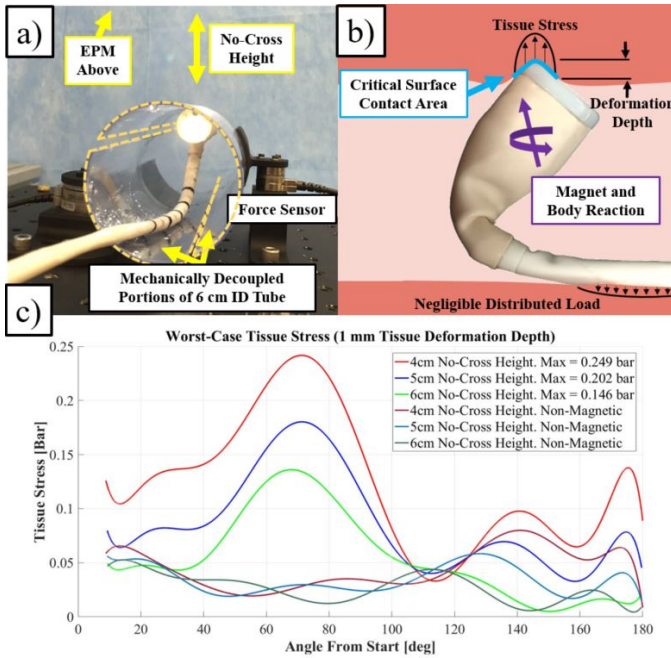 a)
EPM
Above
No-Cross
Height
Force Sensor
Mechanically Decoupled
Portions of 6 cm ID Tube
b)
Tissue Stress
Critical Surface
Contact Area
Deformation
Depth
Magnet and
Body Reaction
Negligible Distributed Load
c)
Worst-Case Tissue Stress (1 mm Tissue Deformation Depth)
4cm No-Cross Height. Max = 0.249 bar
5cm No-Cross Height. Max = 0.202 bar
6cm No-Cross Height. Max = 0.146 bar
4cm No-Cross Height. Non-Magnetic
5cm No-Cross Height. Non-Magnetic
6cm No-Cross Height. Non-Magnetic
Tissue Stress [Bar]
0.25
0.2
0.15
0.1
0.05
0
0 20 40 60 80 100 120 140 160 180
Angle From Start [deg]